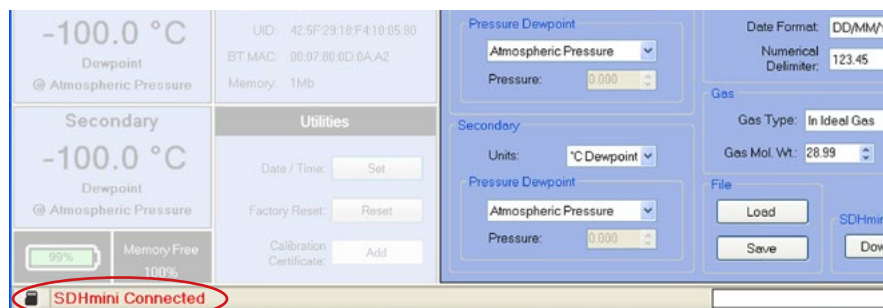 -100.0 °C
Dewpoint
@ Atmospheric Pressure
UID: 42:5F:29:18:F4:10:05:80
BT MAC: 00:07:80:0D:0A:A2
Memory: 1Mb
Secondary
-100.0 °C
Dewpoint
@ Atmospheric Pressure
Utilities
Date / Time: Set
Factory Reset: Reset
Calibration
Certificate: Add
99%
Memory Free
100%
Pressure Dewpoint
Atmospheric Pressure
Pressure: 0.000
Secondary
Units: °C Dewpoint
Pressure Dewpoint
Atmospheric Pressure
Pressure: 0.000
Date Format: DD/MM/Y
Numerical
Delimiter: 123.45
Gas
Gas Type: In Ideal Gas
Gas Mol. Wt.: 28.99
File
Load
Save
SDHmin
Dow
SDHmini Connected